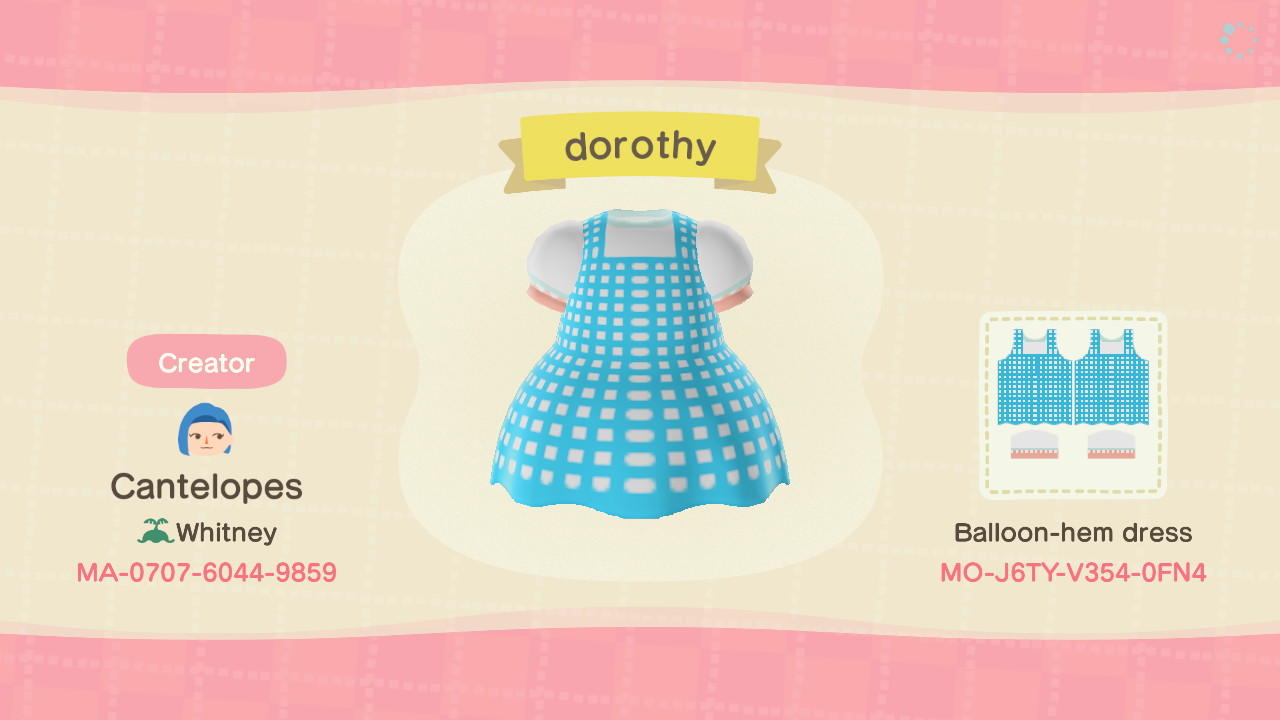 dorothy
Creator
Cantelopes
Whitney
MA-0707-6044-9859
Balloon-hem dress
MO-J6TY-V354-0FN4